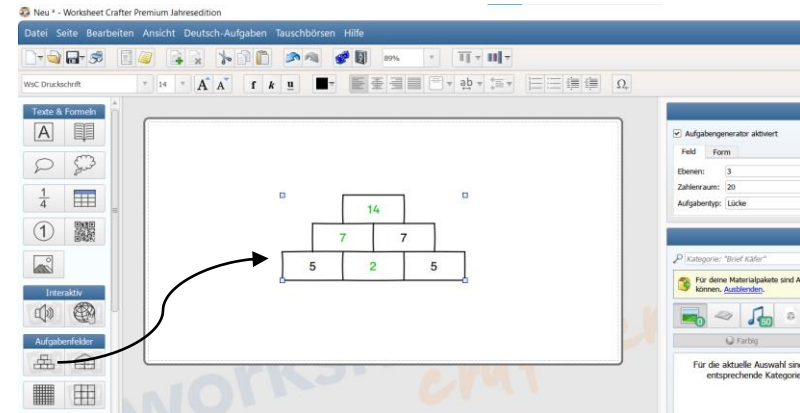 Neu * - Worksheet Crafter Premium Jahresedition
Datei Seite Bearbeiten Ansicht Deutsch-Aufgaben Tauschbörsen Hilfe
89%
WsC Druckschrift 14 A A f k u ab Ω
Texte & Formeln
A
1/4
1
Interaktiv
Aufgabenfelder
14
7 7
5 2 5
Aufgabengenerator aktiviert
Feld Form
Ebenen: 3
Zahlenraum: 20
Aufgabentyp: Lücke
Kategorie: "Brief Käfer"
Für deine Materialpakete sind A
können. Ausblenden.
0 50
Farbig
Für die aktuelle Auswahl sind
entsprechende Kategorie